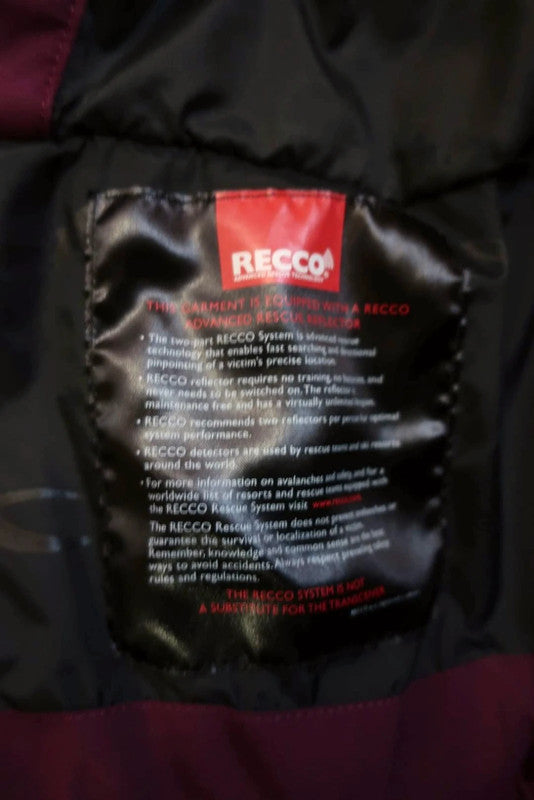 RECCO
ADVANCED RESCUE TECHNOLOGY
THIS GARMENT IS EQUIPPED WITH A RECCO
ADVANCED RESCUE REFLECTOR
• The two-part RECCO System is advanced rescue
technology that enables fast searching and directional
pinpointing of a victim's precise location.
• RECCO reflector requires no training, no
never needs to be switched on. The reflector is
maintenance free and has a virtually unlimited
• RECCO recommends two reflectors per person for optimal
system performance.
• RECCO detectors are used by rescue teams and ski resorts
around the world.
• For more information on avalanches and safety, and for a
worldwide list of resorts and rescue teams equipped with
the RECCO Rescue System visit www.recco.com
The RECCO Rescue System does not prevent avalanches nor
guarantee the survival or localization of a victim.
Remember, knowledge and common sense are the best
ways to avoid accidents. Always respect prevailing
rules and regulations.
THE RECCO SYSTEM IS NOT
A SUBSTITUTE FOR THE TRANSCEIVER